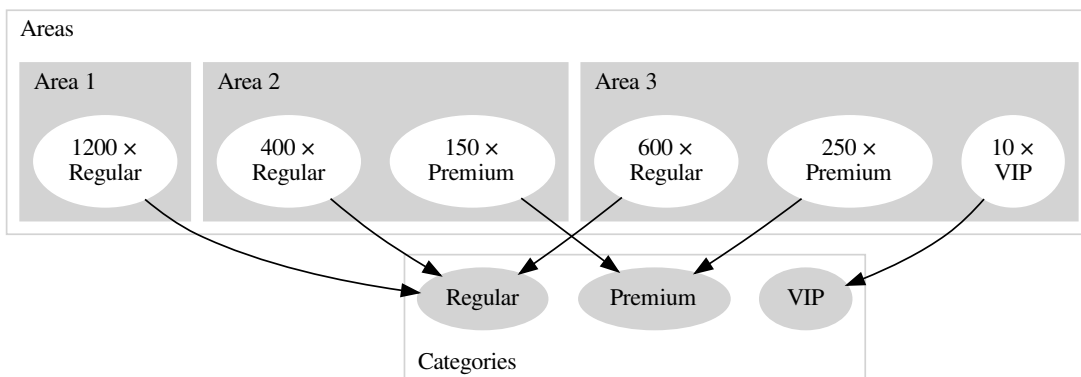 Areas
Area 1
Area 2
Area 3
1200 ×
Regular
400 ×
Regular
150 ×
Premium
600 ×
Regular
250 ×
Premium
10 ×
VIP
Regular
Premium
VIP
Categories